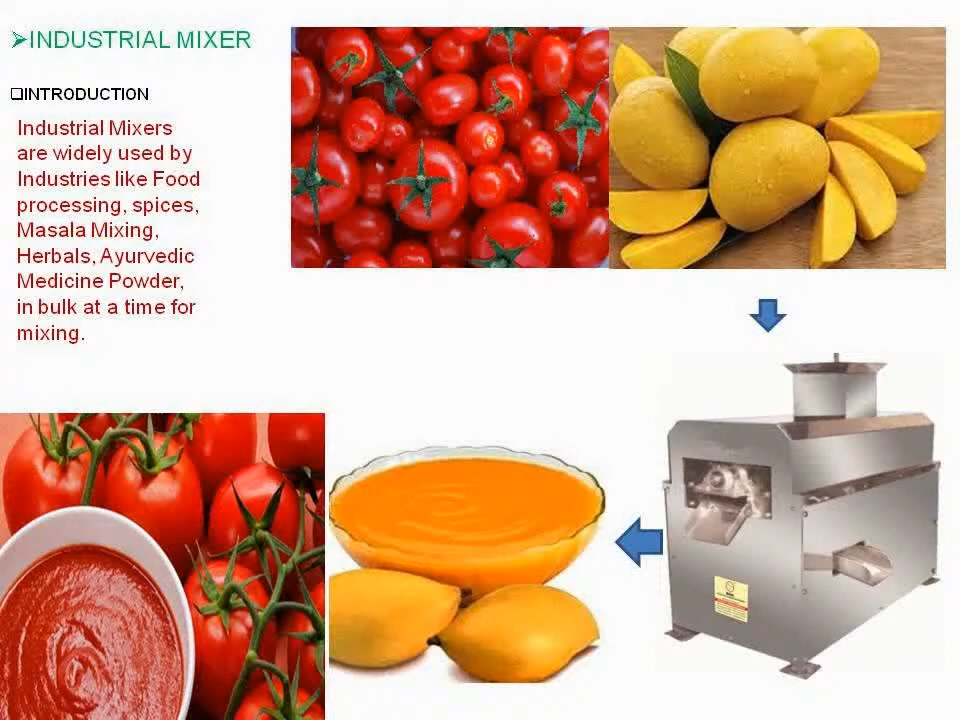 ➢INDUSTRIAL MIXER
❑INTRODUCTION
Industrial Mixers
are widely used by
Industries like Food
processing, spices,
Masala Mixing,
Herbals, Ayurvedic
Medicine Powder,
in bulk at a time for
mixing.